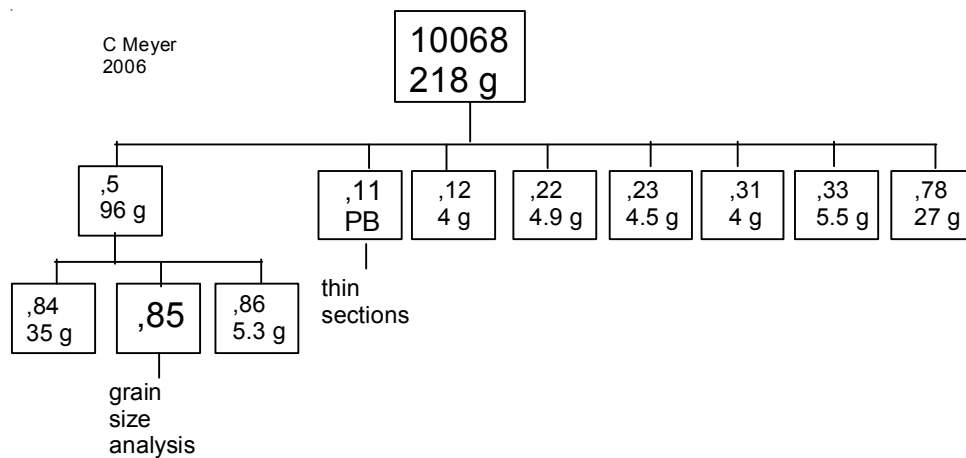 C Meyer
2006
10068
218 g
,5
96 g
,11
PB
,12
4 g
,22
4.9 g
,23
4.5 g
,31
4 g
,33
5.5 g
,78
27 g
thin
sections
,84
35 g
,85
,86
5.3 g
grain
size
analysis